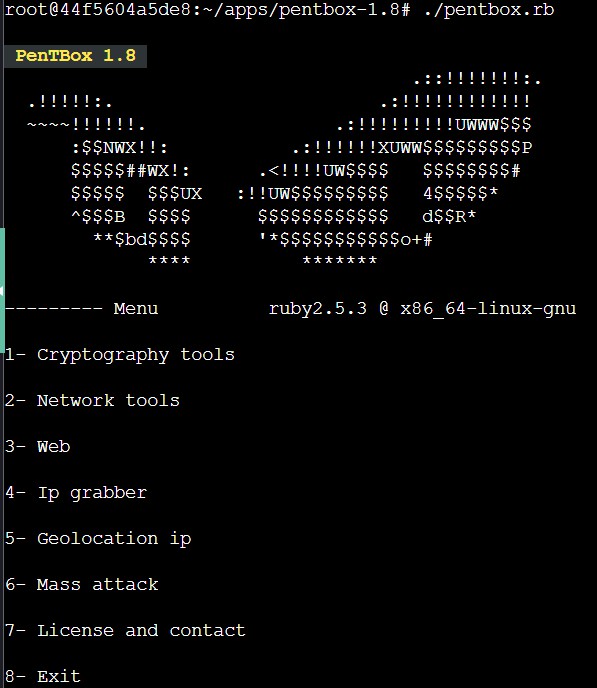 root@44f5604a5de8:~/apps/pentbox-1.8# ./pentbox.rb
PenTBox 1.8
                                     .::!!!!!!!:.
  .!!!!!:.                        .:!!!!!!!!!!!!
  ~~~~!!!!!!.                 .:!!!!!!!!!UWWW$$$
      :$$NWX!!:           .:!!!!!!XUWW$$$$$$$$$P
      $$$$$##WX!:      .<!!!!UW$$$$   $$$$$$$$#
      $$$$$  $$$UX   :!!UW$$$$$$$$$   4$$$$$*
      ^$$$B  $$$$      $$$$$$$$$$$$   d$$R*
        **$bd$$$$      '*$$$$$$$$$$$o+#
             ****          *******
--------- Menu          ruby2.5.3 @ x86_64-linux-gnu
1- Cryptography tools
2- Network tools
3- Web
4- Ip grabber
5- Geolocation ip
6- Mass attack
7- License and contact
8- Exit